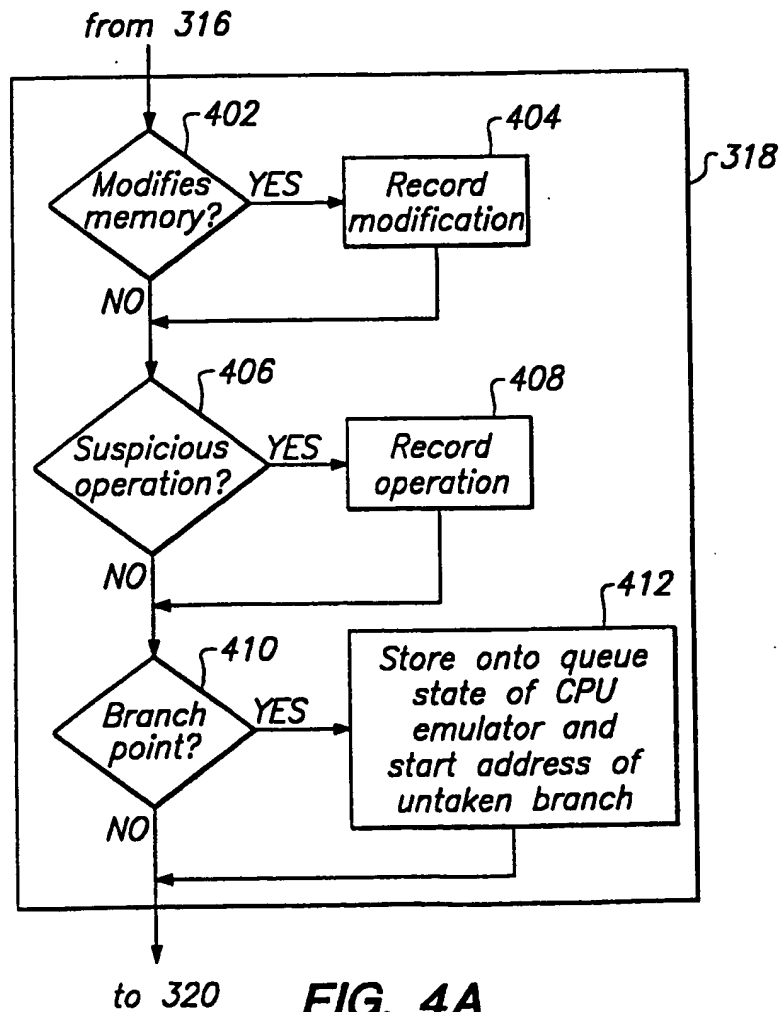 from 316
402
404
318
Modifies
memory?
YES
Record
modification
NO
406
408
Suspicious
operation?
YES
Record
operation
NO
412
410
Branch
point?
YES
Store onto queue
state of CPU
emulator and
start address of
untaken branch
NO
to 320
FIG. 4A